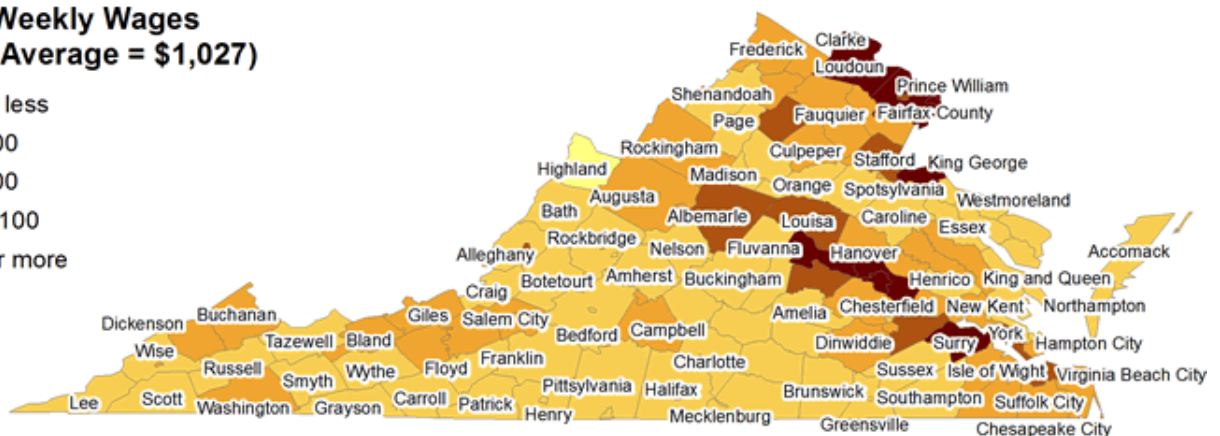 Weekly Wages
Average = $1,027)
less
00
00
100
r more
Frederick
Clarke
Loudoun
Prince William
Shenandoah
Fauquier
Fairfax County
Page
Rockingham
Culpeper
Stafford
King George
Highland
Madison
Orange
Spotsylvania
Augusta
Westmoreland
Bath
Albemarle
Louisa
Caroline
Essex
Rockbridge
Nelson
Fluvanna
Hanover
Accomack
Alleghany
Botetourt
Amherst
Buckingham
Henrico
King and Queen
Craig
Northampton
Buchanan
Giles
Salem City
Amelia
Chesterfield
New Kent
Dickenson
Wise
Tazewell
Bland
Bedford
Campbell
Dinwiddie
Surry
York
Hampton City
Russell
Smyth
Wythe
Floyd
Franklin
Charlotte
Sussex
Isle of Wight
Virginia Beach City
Lee
Scott
Washington
Grayson
Carroll
Patrick
Henry
Pittsylvania
Halifax
Mecklenburg
Brunswick
Greensville
Southampton
Suffolk City
Chesapeake City